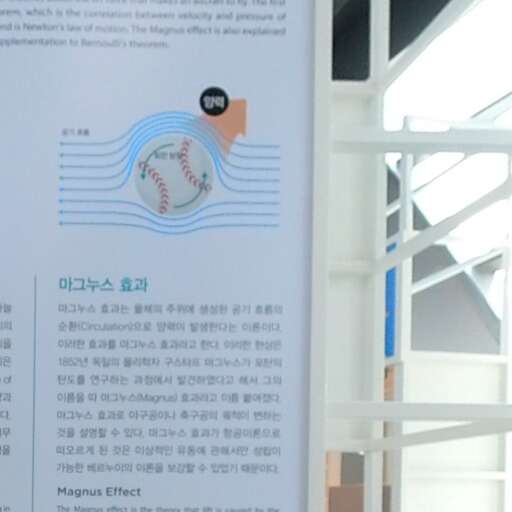 orem, which is the correlation between velocity and pressure of
nd is Newton's law of motion. The Magnus effect is also explained
upplementation to Bernoulli's theorem.
양력
공기 흐름
회전 방향
마그누스 효과
마그누스 효과는 물체의 주위에 생성된 공기 흐름의
순환(Circulation)으로 양력이 발생한다는 이론이다.
이러한 효과를 마그누스 효과라고 한다. 이러한 현상은
1852년 독일의 물리학자 구스타프 마그누스가 포탄의
탄도를 연구하는 과정에서 발견하였다고 해서 그의
이름을 따 마그누스(Magnus) 효과라고 이름 붙여졌다.
마그누스 효과로 야구공이나 축구공의 궤적이 변하는
것을 설명할 수 있다. 마그누스 효과가 항공이론으로
떠오르게 된 것은 이상적인 유동에 관해서만 성립이
가능한 베르누이의 이론을 보강할 수 있었기 때문이다.
Magnus Effect
The Magnus effect is the theory that lift is caused by the